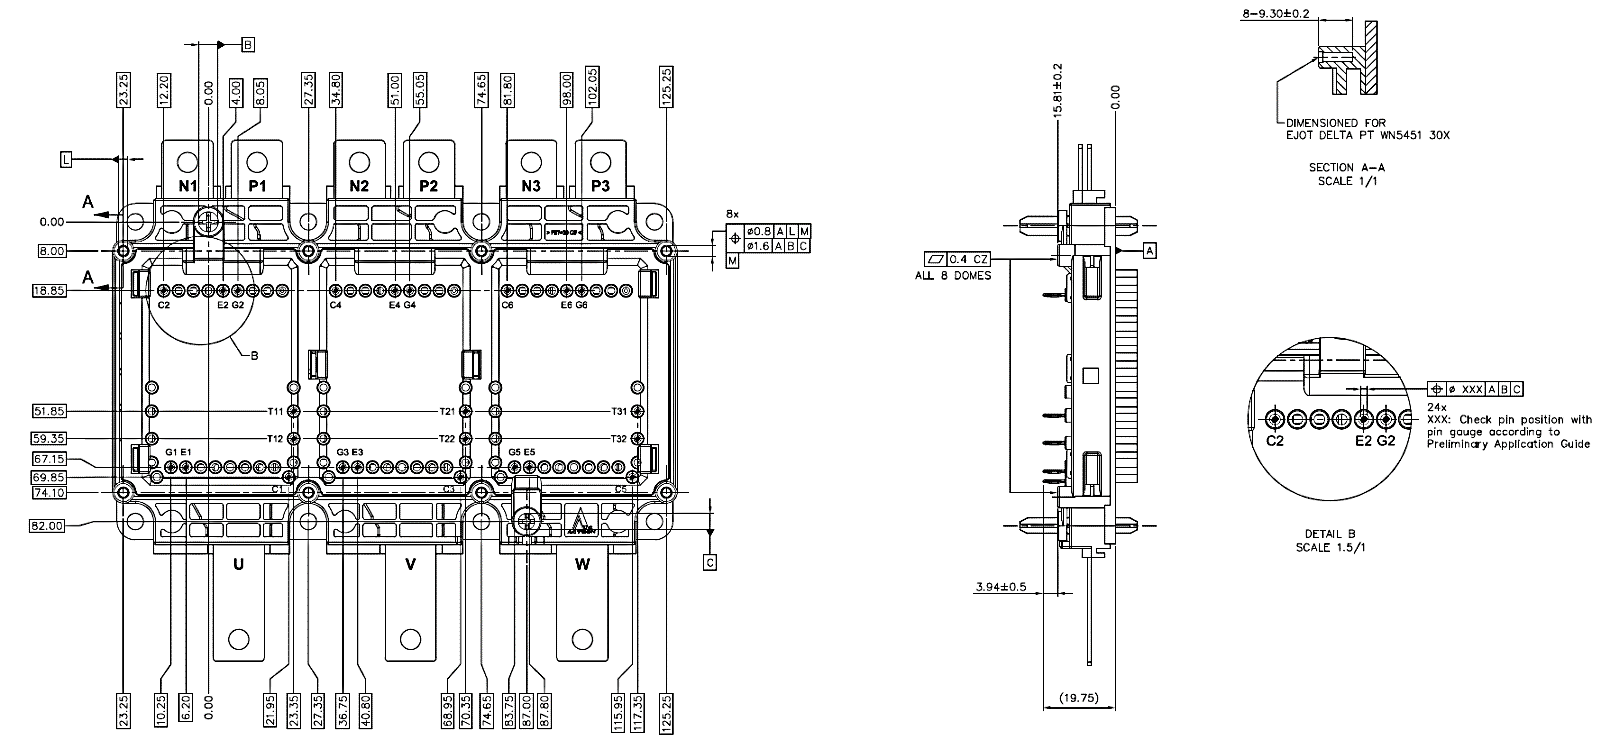 8-9.30±0.2
DIMENSIONED FOR
EJOT DELTA PT WN5451 30X
SECTION A-A
SCALE 1/1
B
23.25
12.20
0.00
4.00
8.05
27.35
34.80
51.00
55.05
74.65
81.80
98.00
102.05
125.25
15.81±0.2
0.00
L
N1
P1
N2
P2
N3
P3
A
0.00
8.00
A
18.85
8x
ø0.8 A L M
ø1.6 A B C
M
0.4 CZ
ALL 8 DOMES
A
C2
E2 G2
C4
E4 G4
C6
E6 G6
B
51.85
T11
T21
T31
59.35
T12
T22
T32
67.15
G1 E1
G3 E3
G5 E5
69.85
C1
C3
C5
74.10
82.00
C
U
V
W
ø XXX A B C
24x
XXX: Check pin position with
pin gauge according to
Preliminary Application Guide
C2
E2 G2
DETAIL B
SCALE 1.5/1
3.94±0.5
(19.75)
23.25
10.25
6.20
0.00
21.95
23.35
27.35
36.75
40.80
68.95
70.35
74.65
83.75
87.00
87.80
115.95
117.35
125.25